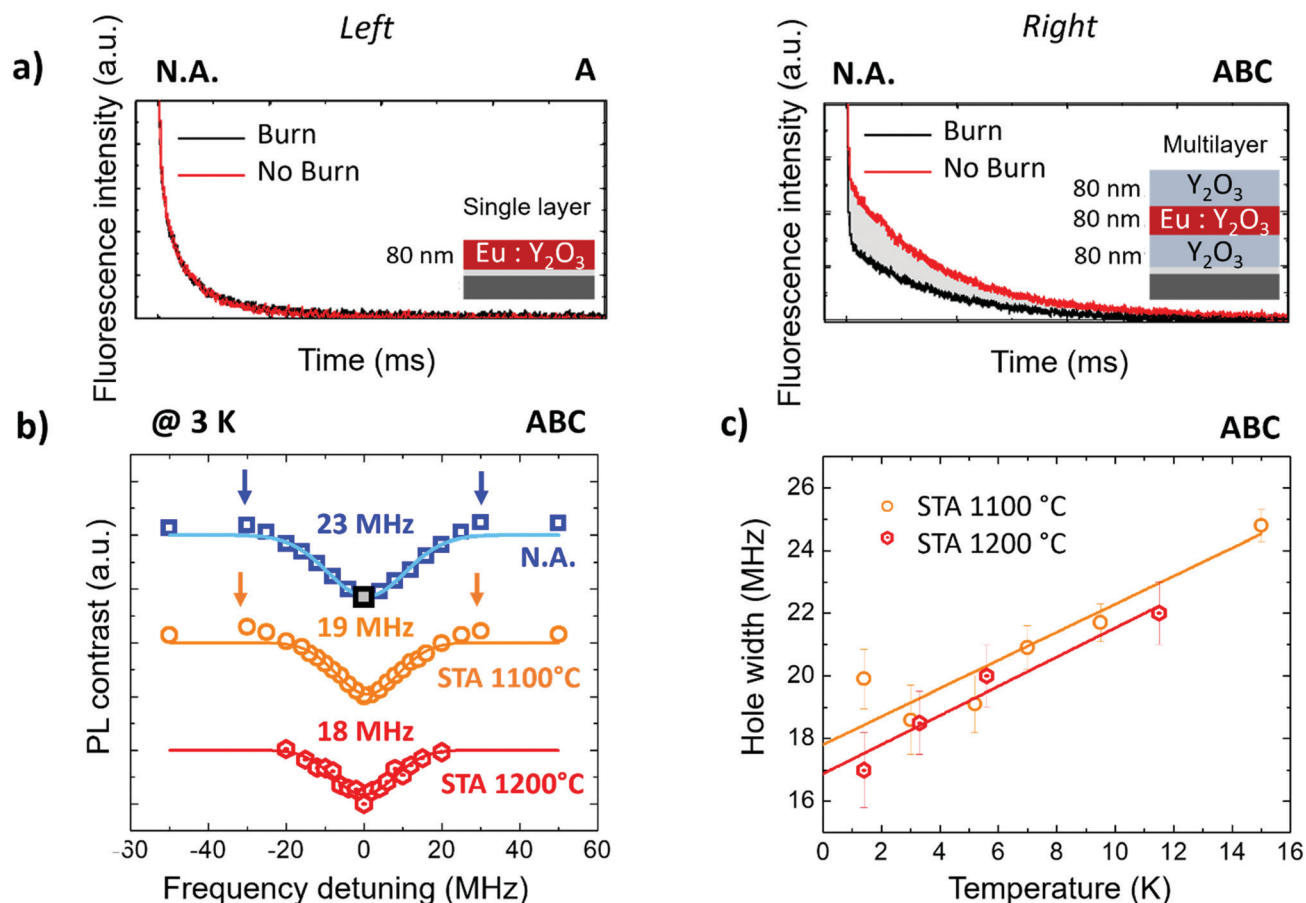 Left
Right
a)
N.A.
A
Fluorescence intensity (a.u.)
Burn
No Burn
Single layer
80 nm
Eu : Y₂O₃
Time (ms)
N.A.
ABC
Fluorescence intensity (a.u.)
Burn
No Burn
Multilayer
80 nm
Y₂O₃
80 nm
Eu : Y₂O₃
80 nm
Y₂O₃
Time (ms)
b)
@ 3 K
ABC
PL contrast (a.u.)
23 MHz
N.A.
19 MHz
STA 1100°C
18 MHz
STA 1200°C
-40 -20 0 20 40 60
Frequency detuning (MHz)
c)
ABC
Hole width (MHz)
26
24
22
20
18
16
STA 1100 °C
STA 1200 °C
0 2 4 6 8 10 12 14 16
Temperature (K)